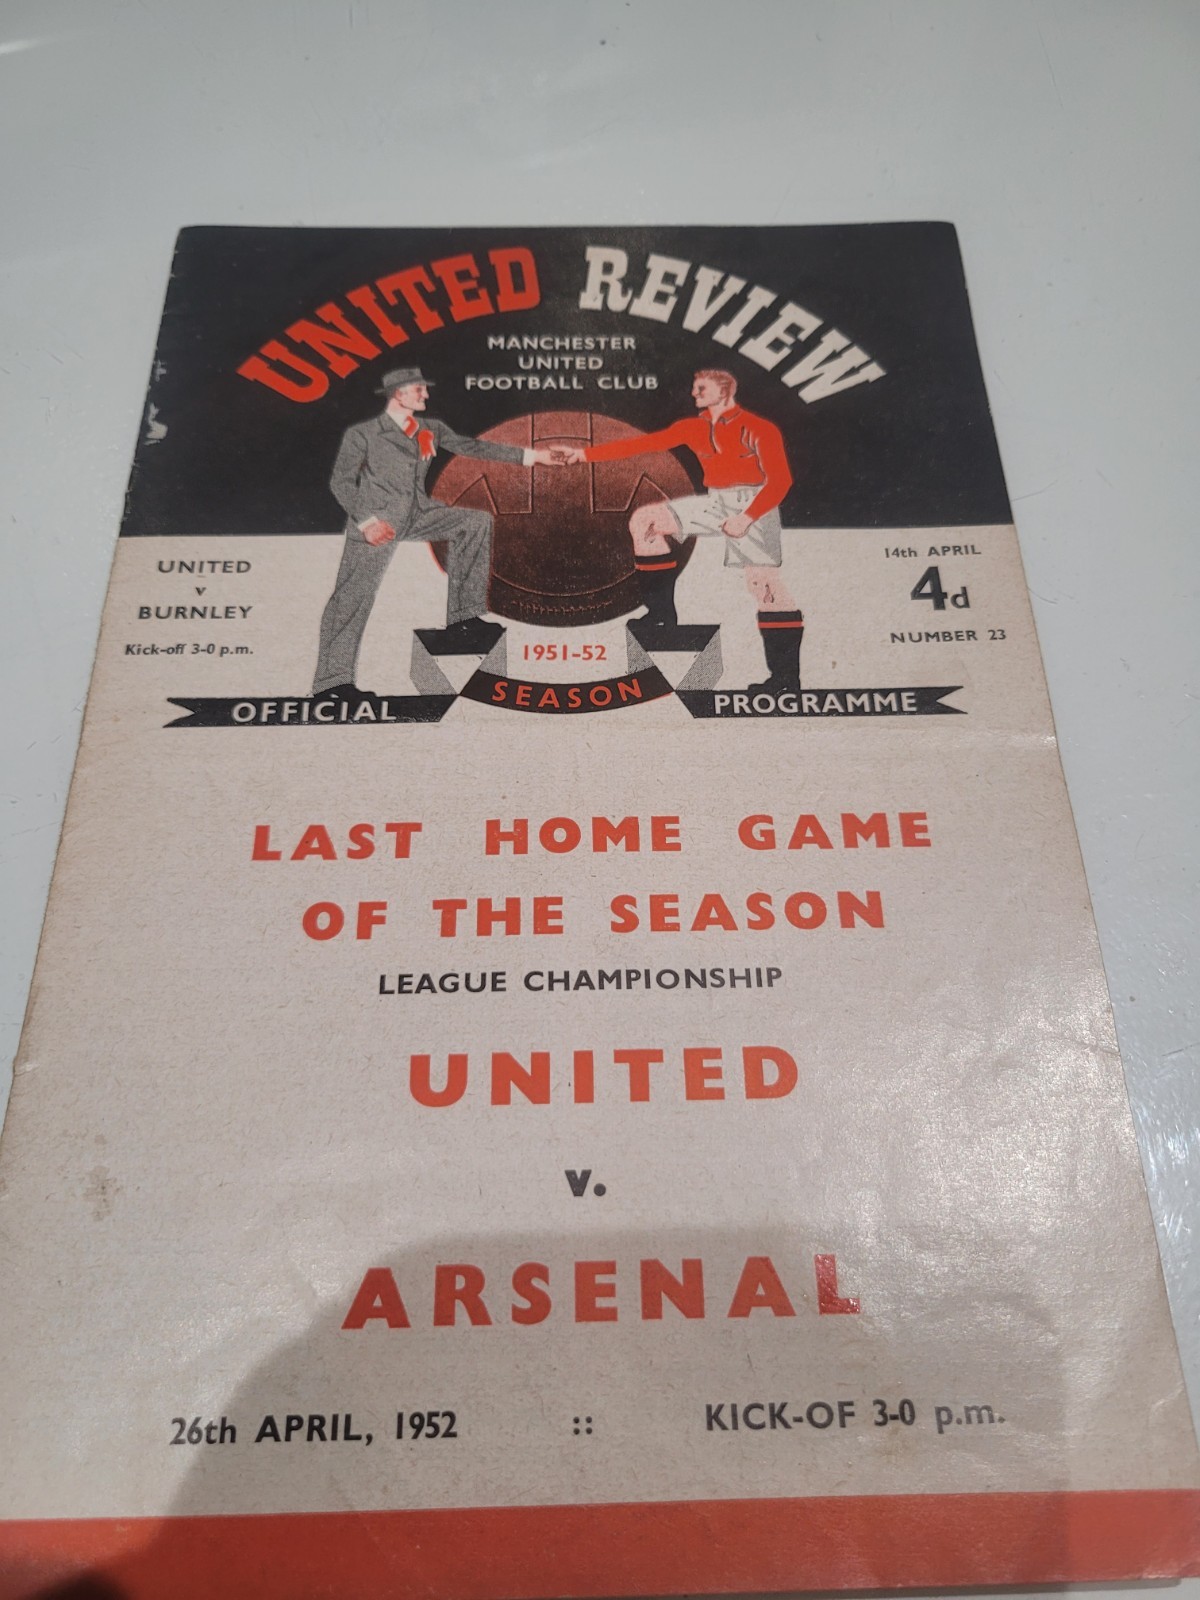 UNITED REVIEW
MANCHESTER
UNITED
FOOTBALL CLUB
UNITED
v
BURNLEY
Kick-off 3-0 p.m.
14th APRIL
4d
NUMBER 23
1951-52
OFFICIAL SEASON PROGRAMME
LAST HOME GAME
OF THE SEASON
LEAGUE CHAMPIONSHIP
UNITED
v.
ARSENAL
26th APRIL, 1952 :: KICK-OF 3-0 p.m.